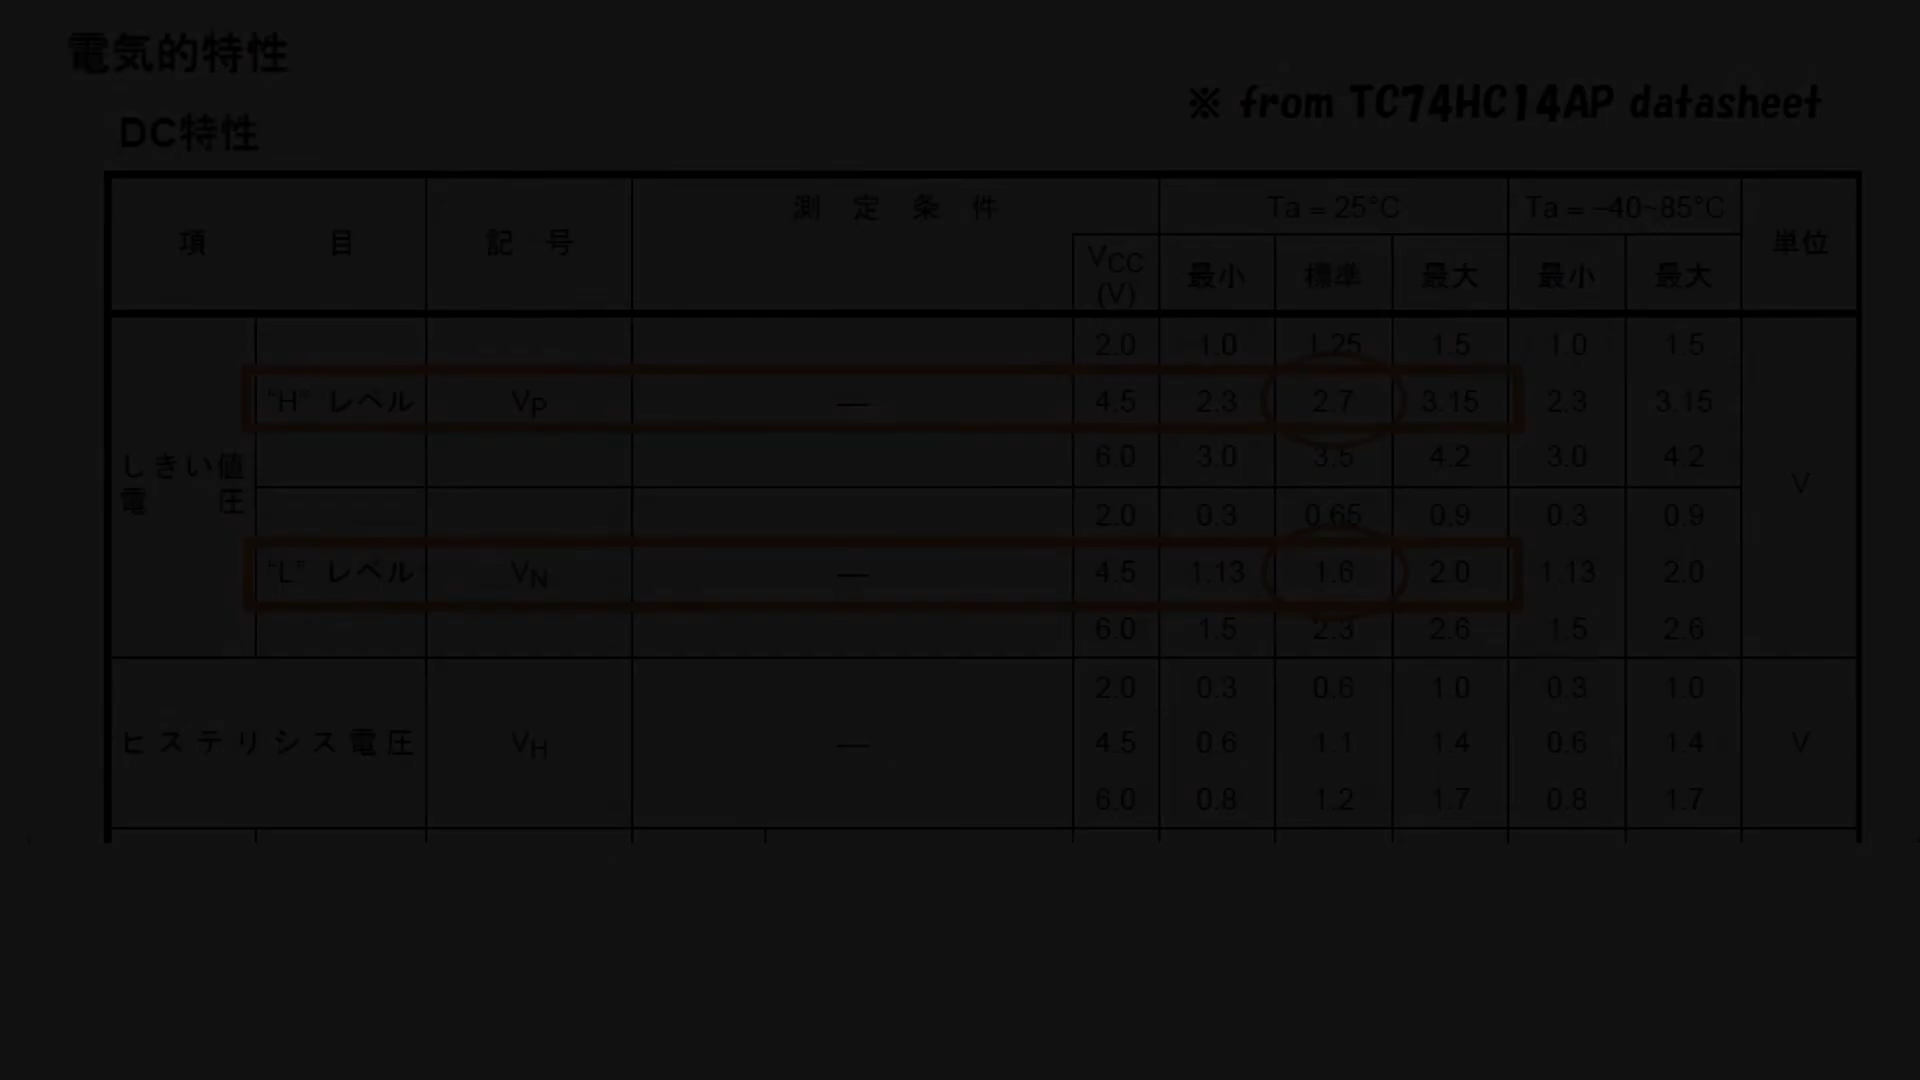 電気的特性
※ from TC74HC14AP datasheet
DC特性
項 目 記 号 測 定 条 件 Ta = 25°C Ta = −40~85°C 単位
VCC (V) 最小 標準 最大 最小 最大
2.0 1.0 1.25 1.5 1.0 1.5
"H" レベル VP — 4.5 2.3 2.7 3.15 2.3 3.15
6.0 3.0 3.5 4.2 3.0 4.2
しきい値
電 圧
V
2.0 0.3 0.65 0.9 0.3 0.9
"L" レベル VN — 4.5 1.13 1.6 2.0 1.13 2.0
6.0 1.5 2.3 2.6 1.5 2.6
2.0 0.3 0.6 1.0 0.3 1.0
ヒステリシス電圧 VH — 4.5 0.6 1.1 1.4 0.6 1.4 V
6.0 0.8 1.2 1.7 0.8 1.7